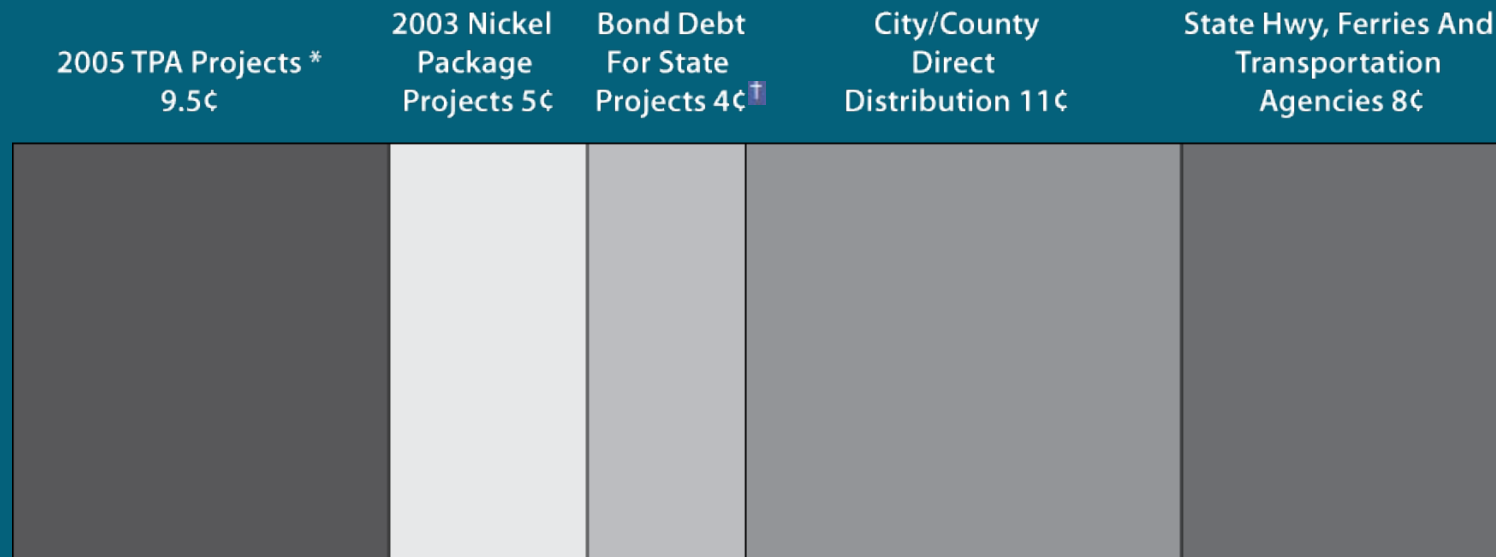 2005 TPA Projects *
9.5¢
2003 Nickel
Package
Projects 5¢
Bond Debt
For State
Projects 4¢†
City/County
Direct
Distribution 11¢
State Hwy, Ferries And
Transportation
Agencies 8¢